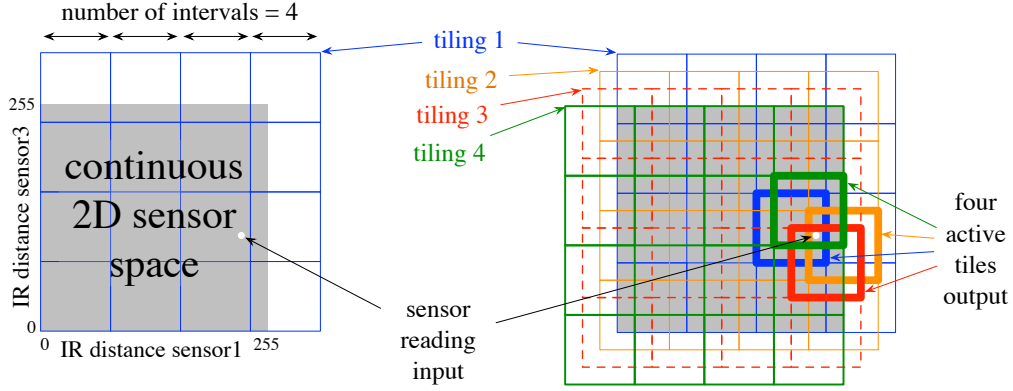 number of intervals = 4
tiling 1
tiling 2
tiling 3
tiling 4
255
IR distance sensor3
continuous
2D sensor
space
0
0
IR distance sensor1
255
sensor
reading
input
four
active
tiles
output